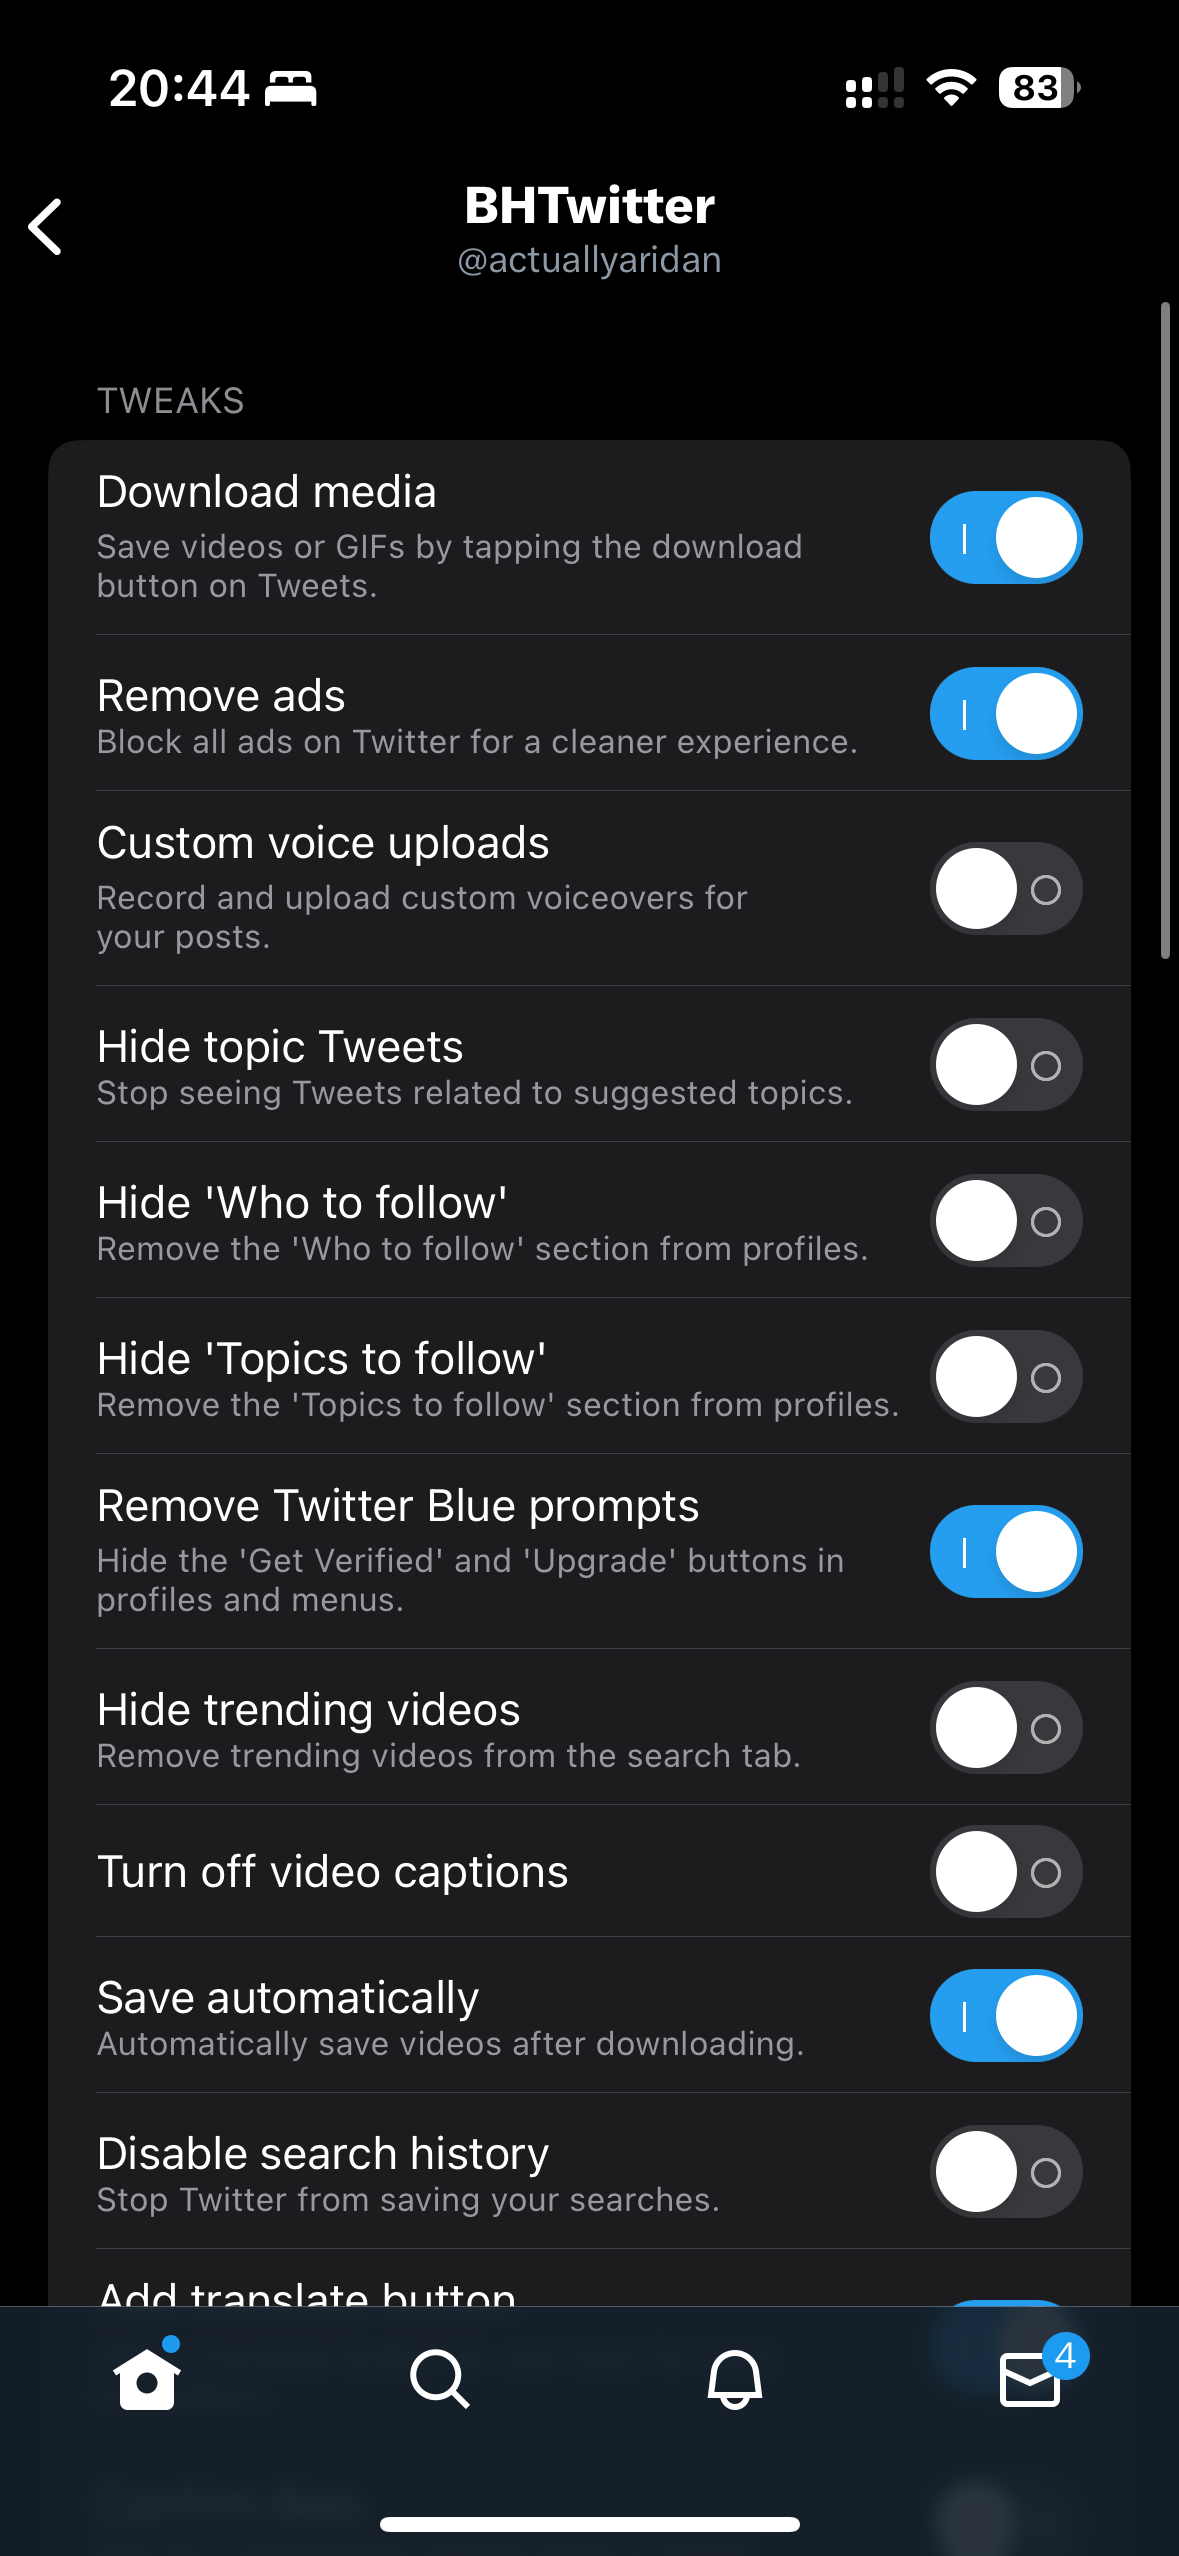 20:44
83
BHTwitter
@actuallyaridan
TWEAKS
Download media
Save videos or GIFs by tapping the download
button on Tweets.
Remove ads
Block all ads on Twitter for a cleaner experience.
Custom voice uploads
Record and upload custom voiceovers for
your posts.
Hide topic Tweets
Stop seeing Tweets related to suggested topics.
Hide 'Who to follow'
Remove the 'Who to follow' section from profiles.
Hide 'Topics to follow'
Remove the 'Topics to follow' section from profiles.
Remove Twitter Blue prompts
Hide the 'Get Verified' and 'Upgrade' buttons in
profiles and menus.
Hide trending videos
Remove trending videos from the search tab.
Turn off video captions
Save automatically
Automatically save videos after downloading.
Disable search history
Stop Twitter from saving your searches.
Add translate button
4